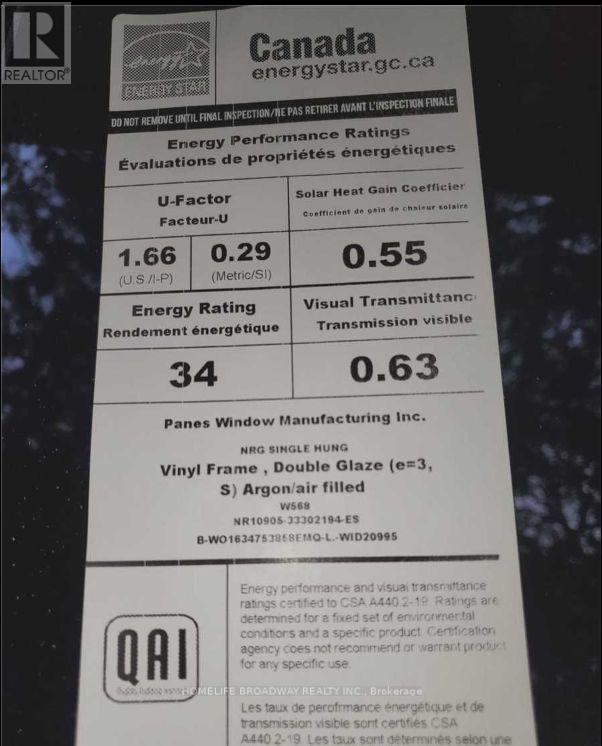 REALTOR®
energy
ENERGY STAR
Canada
energystar.gc.ca
DO NOT REMOVE UNTIL FINAL INSPECTION/NE PAS RETIRER AVANT L'INSPECTION FINALE
Energy Performance Ratings
Évaluations de propriétés énergétiques
U-Factor
Facteur-U
Solar Heat Gain Coefficier
Coefficient de gain de chaleur solaire
1.66
(U.S./I-P)
0.29
(Metric/SI)
0.55
Energy Rating
Rendement énergétique
Visual Transmittanc
Transmission visible
34
0.63
Panes Window Manufacturing Inc.
NRG SINGLE HUNG
Vinyl Frame , Double Glaze (e=3,
S) Argon/air filled
W568
NR10905-33302194-ES
B-WO1634753858EMQ-L.-WID20995
QAI
Energy performance and visual transmittance
ratings certified to CSA A440.2-19. Ratings are
determined for a fixed set of environmental
conditions and a specific product. Certification
agency coes not recommend or warrant product
for any specific use.
HOMELIFE BROADWAY REALTY INC., Brokerage
Les taux de perofrmance énergétique et de
transmission visible sont certifiés CSA
A440.2-19. Les taux sont déterminés selon une